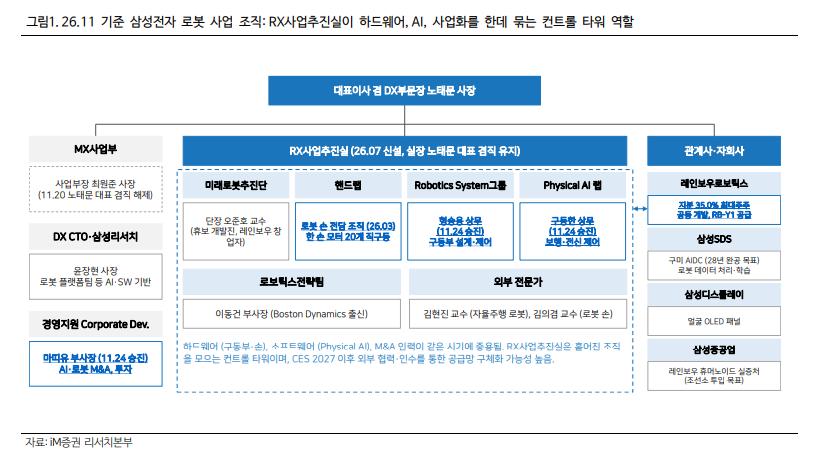 그림1. 26.11 기준 삼성전자 로봇 사업 조직: RX사업추진실이 하드웨어, AI, 사업화를 한데 묶는 컨트롤 타워 역할
대표이사 겸 DX부문장 노태문 사장
MX사업부
사업부장 최원준 사장
(11.20 노태문 대표 겸직 해제)
DX CTO·삼성리서치
윤장현 사장
로봇 플랫폼팀 등 AI·SW 기반
경영지원 Corporate Dev.
마띠유 부사장 (11.24 승진)
AI·로봇 M&A, 투자
RX사업추진실 (26.07 신설, 실장 노태문 대표 겸직 유지)
미래로봇추진단
단장 오준호 교수
(휴보 개발진, 레인보우 창
업자)
핸드랩
로봇 손 전담 조직 (26.03)
한 손 모터 20개 직구동
Robotics System그룹
형승용 상무
(11.24 승진)
구동부 설계·제어
Physical AI 랩
구등한 상무
(11.24 승진)
보행·전신 제어
로보틱스전략팀
이동건 부사장 (Boston Dynamics 출신)
외부 전문가
김현진 교수 (자율주행 로봇), 김의겸 교수 (로봇 손)
하드웨어 (구동부·손), 소프트웨어 (Physical AI), M&A 인력이 같은 시기에 중용됨. RX사업추진실은 흩어진 조직
을 모으는 컨트롤 타워이며, CES 2027 이후 외부 협력·인수를 통한 공급망 구체화 가능성 높음.
관계사·자회사
레인보우로보틱스
지분 35.0% 최대주주
공동 개발, RB-Y1 공급
삼성SDS
구미 AIDC (28년 완공 목표)
로봇 데이터 처리·학습
삼성디스플레이
얼굴 OLED 패널
삼성중공업
레인보우 휴머노이드 실증처
(조선소 투입 목표)
자료: iM증권 리서치본부